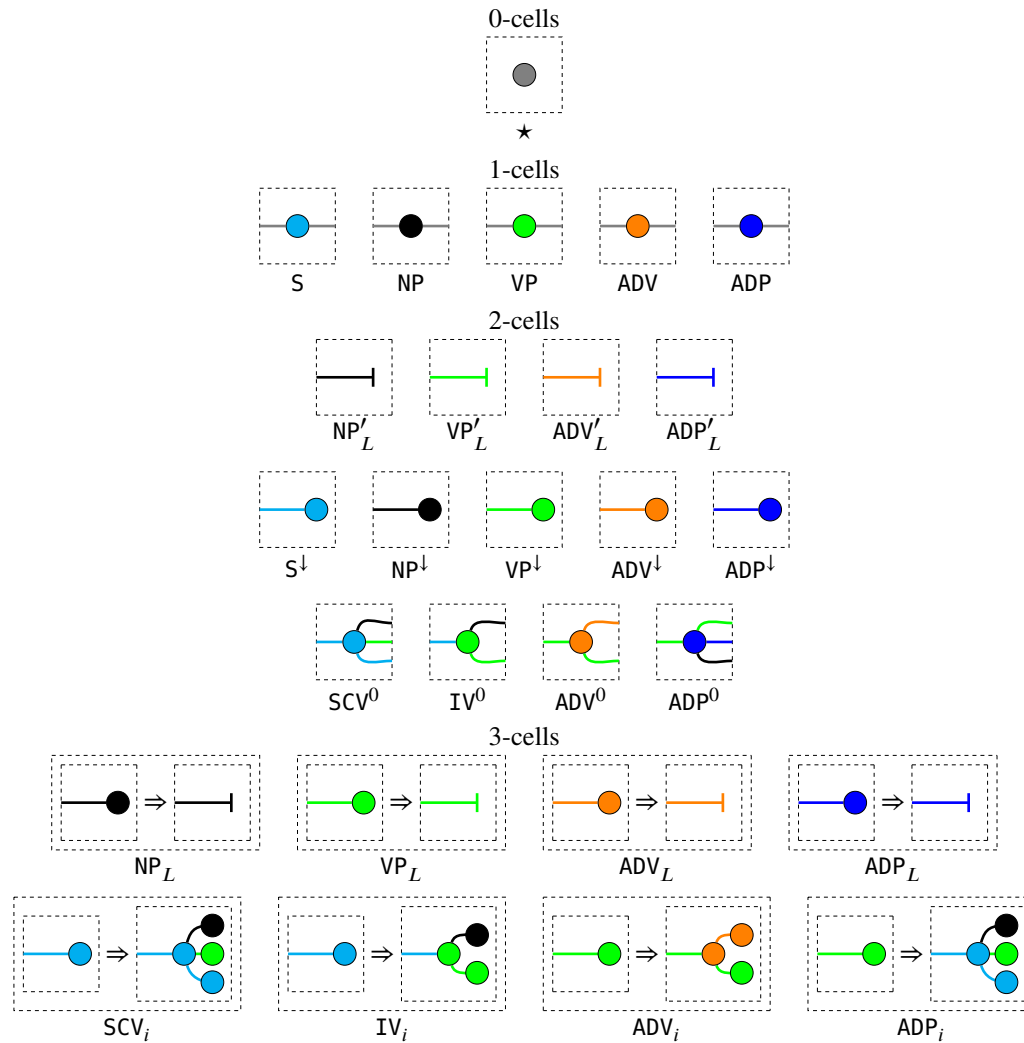 0-cells
★
1-cells
S NP VP ADV ADP
2-cells
NP′_L VP′_L ADV′_L ADP′_L
S↓ NP↓ VP↓ ADV↓ ADP↓
SCV⁰ IV⁰ ADV⁰ ADP⁰
3-cells
⇒ ⇒ ⇒ ⇒
NP_L VP_L ADV_L ADP_L
⇒ ⇒ ⇒ ⇒
SCV_i IV_i ADV_i ADP_i